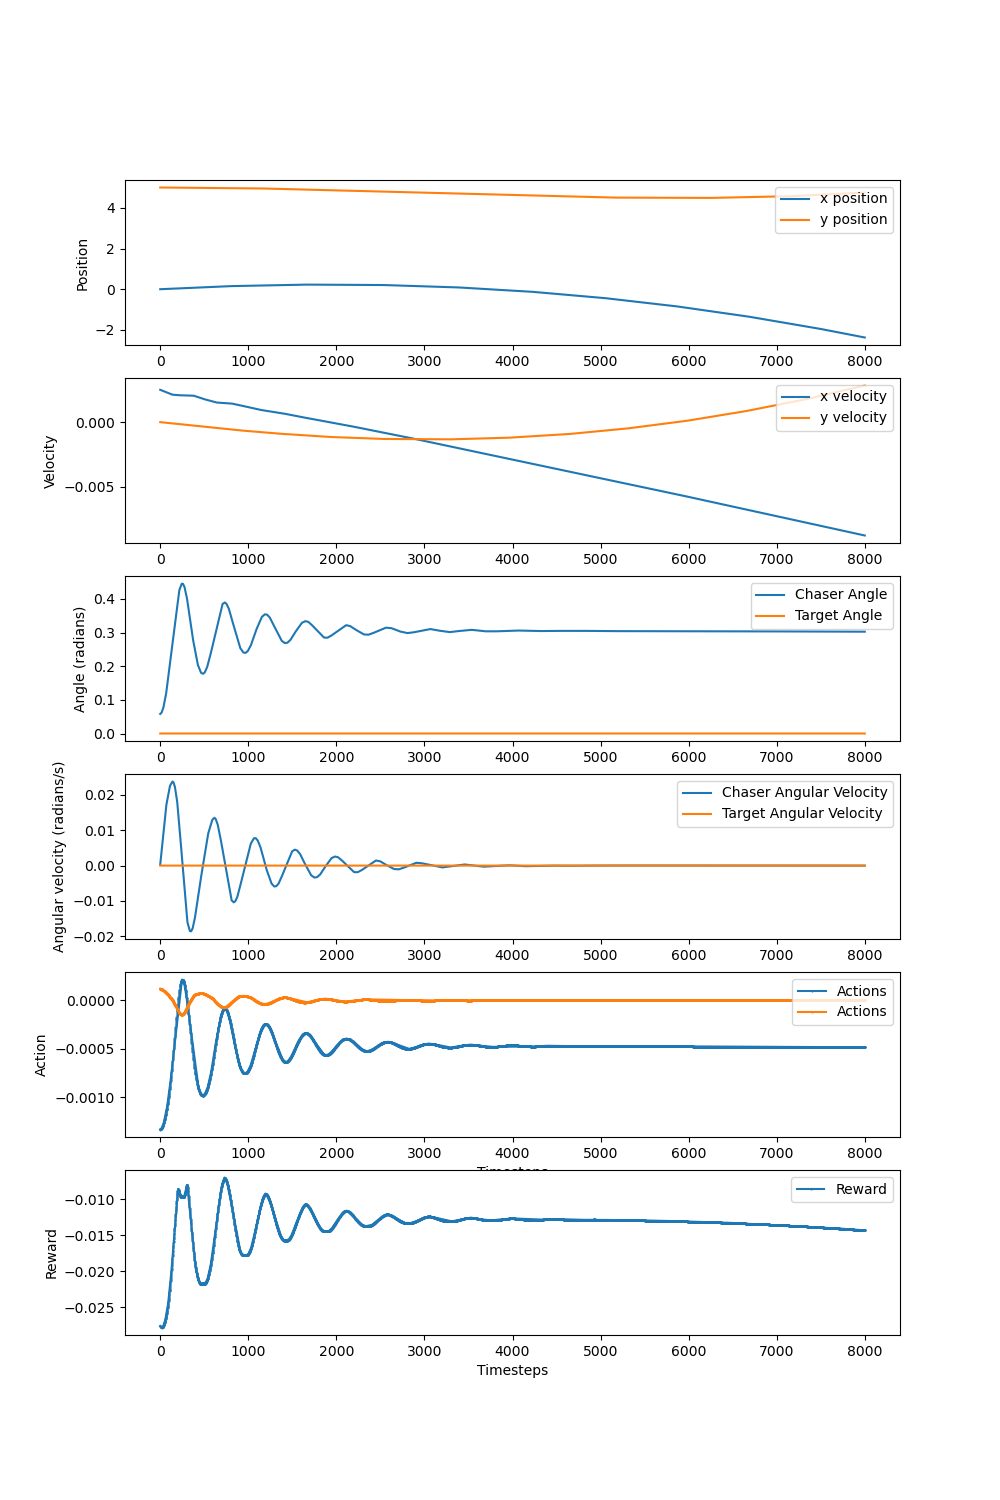 Position
4
2
0
−2
x position
y position
0 1000 2000 3000 4000 5000 6000 7000 8000
Velocity
0.000
−0.005
x velocity
y velocity
0 1000 2000 3000 4000 5000 6000 7000 8000
Angle (radians)
0.4
0.3
0.2
0.1
0.0
Chaser Angle
Target Angle
0 1000 2000 3000 4000 5000 6000 7000 8000
Angular velocity (radians/s)
0.02
0.01
0.00
−0.01
−0.02
Chaser Angular Velocity
Target Angular Velocity
0 1000 2000 3000 4000 5000 6000 7000 8000
Action
0.0000
−0.0005
−0.0010
Actions
Actions
0 1000 2000 3000 4000 5000 6000 7000 8000
Timesteps
Reward
−0.010
−0.015
−0.020
−0.025
Reward
0 1000 2000 3000 4000 5000 6000 7000 8000
Timesteps